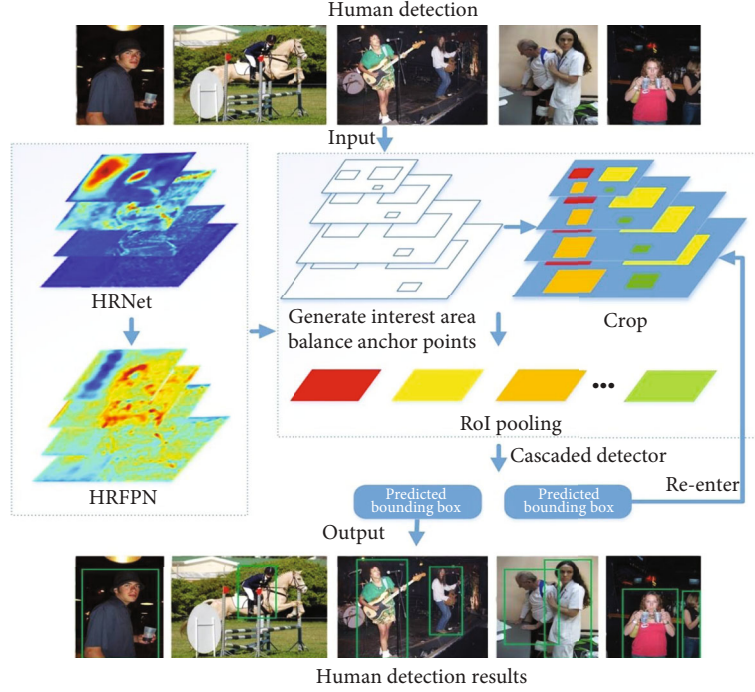 Human detection
Input
HRNet
HRFPN
Generate interest area
balance anchor points
Crop
RoI pooling
Cascaded detector
Predicted
bounding box
Predicted
bounding box
Re-enter
Output
Human detection results